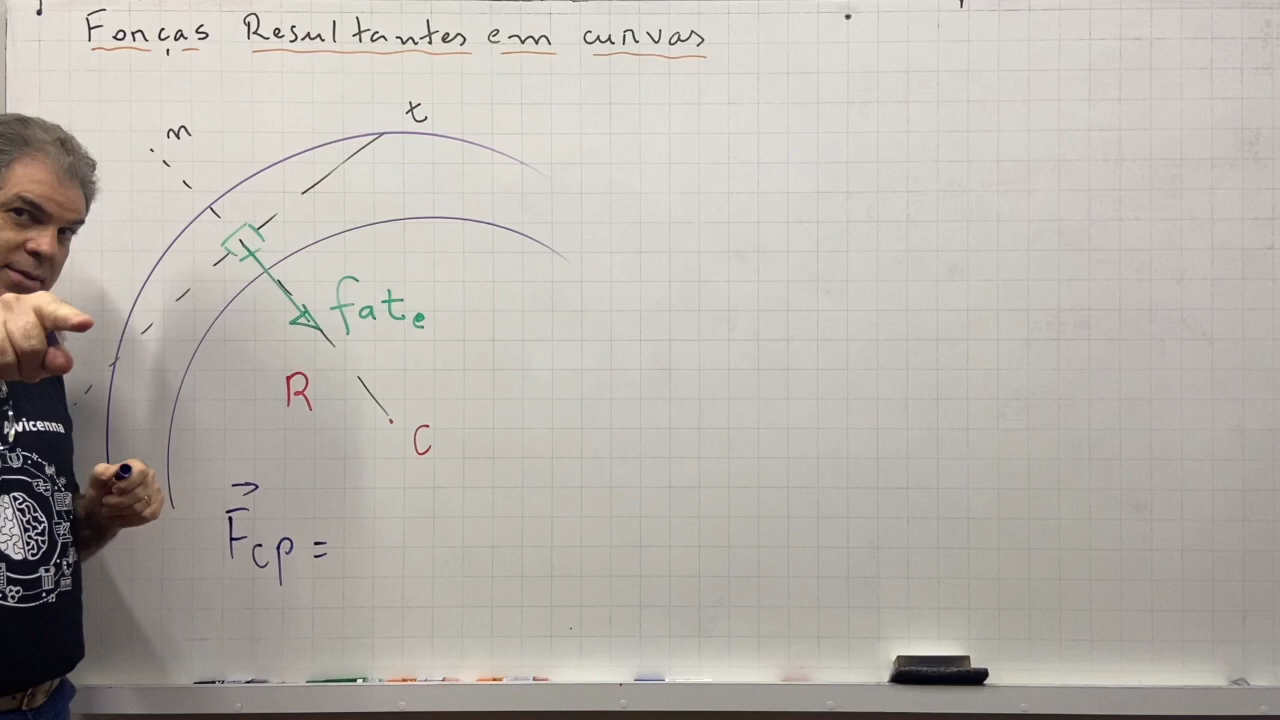 Forças Resultantes em curvas
t
n
fate
R
C
Fcp =
Avicenna